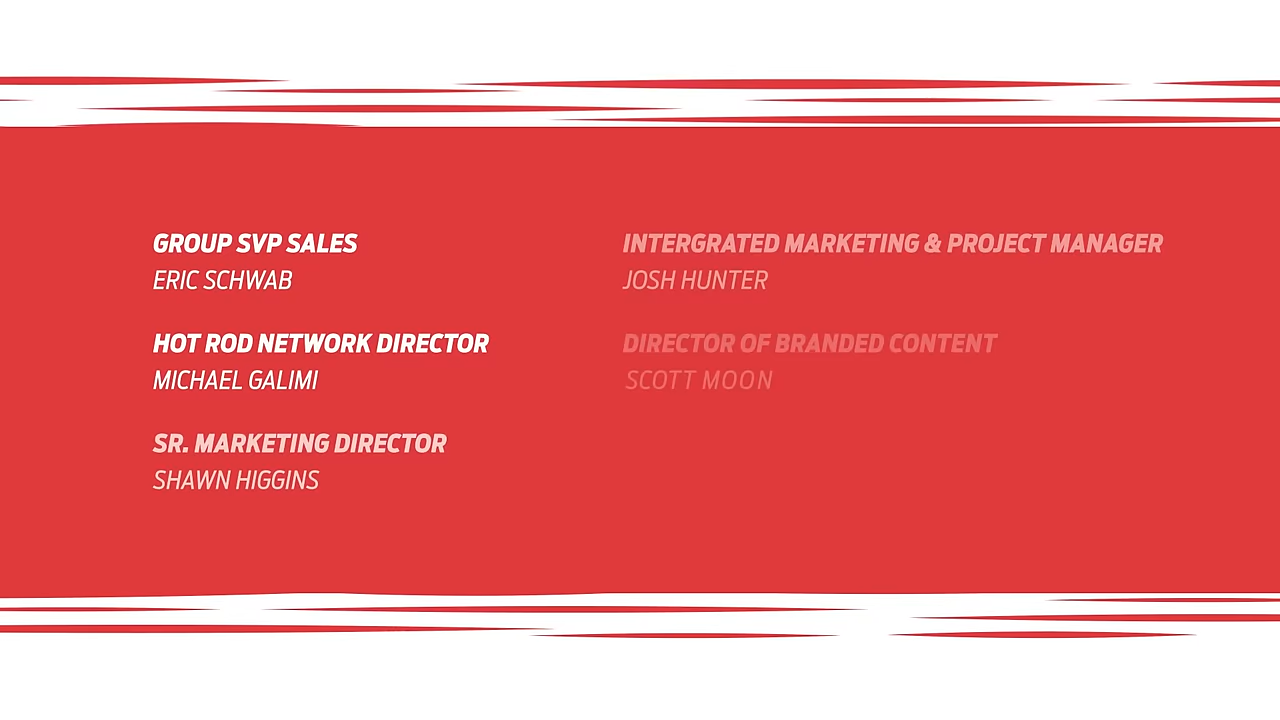 GROUP SVP SALES
ERIC SCHWAB
HOT ROD NETWORK DIRECTOR
MICHAEL GALIMI
SR. MARKETING DIRECTOR
SHAWN HIGGINS
INTERGRATED MARKETING & PROJECT MANAGER
JOSH HUNTER
DIRECTOR OF BRANDED CONTENT
SCOTT MOON